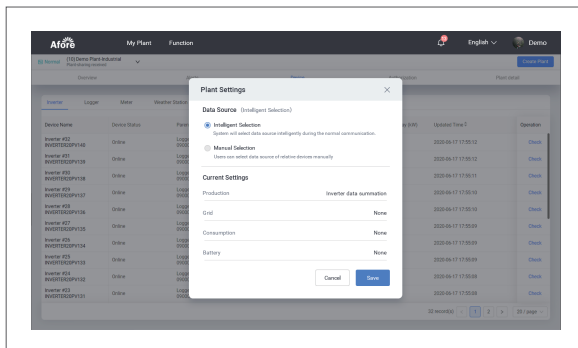 Afore
My Plant
Function
English
Demo
Normal
(10) Demo Plant-Industrial
Plant sharing overend
Create Plant
Overview
Plant Detail
Inverter
Logger
Meter
Weather Station
Device Name
Device Status
Updated Time
Operation
Inverter #32
Online
2020-06-17 17:55:12
Check
Inverter #31
Online
2020-06-17 17:55:12
Check
Inverter #30
Online
2020-06-17 17:55:11
Check
Inverter #29
Online
2020-06-17 17:55:10
Check
Inverter #28
Online
2020-06-17 17:55:10
Check
Inverter #27
Online
2020-06-17 17:55:09
Check
Inverter #26
Online
2020-06-17 17:55:09
Check
Inverter #25
Online
2020-06-17 17:55:09
Check
Inverter #24
Online
2020-06-17 17:55:08
Check
Inverter #23
Online
2020-06-17 17:55:08
Check
32 record(s)
1
2
20 / page
Plant Settings
Data Source (Intelligent Selection)
Intelligent Selection
System will select data source intelligently during the normal communication.
Manual Selection
Users can select data source of relative devices manually
Current Settings
Production Inverter data summation
Grid None
Consumption None
Battery None
Cancel Save